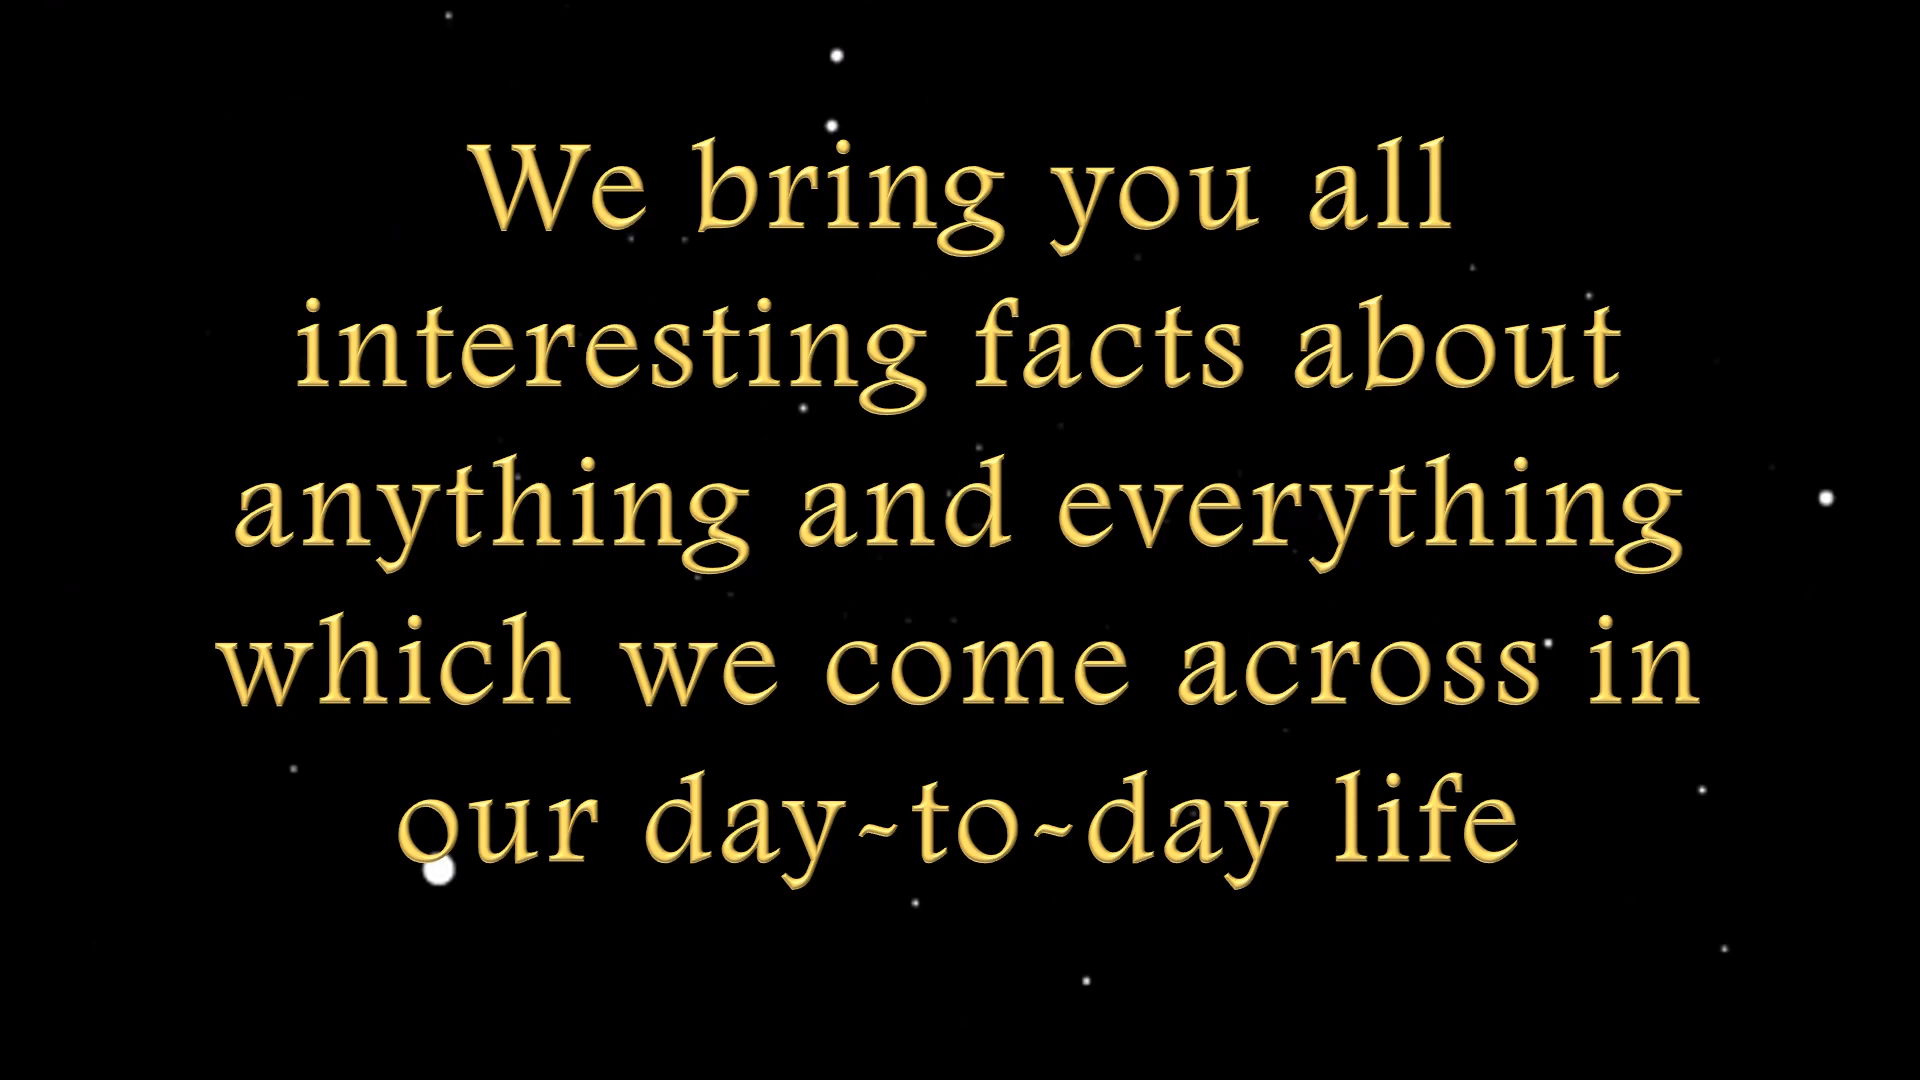 We bring you all
interesting facts about
anything and everything
which we come across in
our day-to-day life